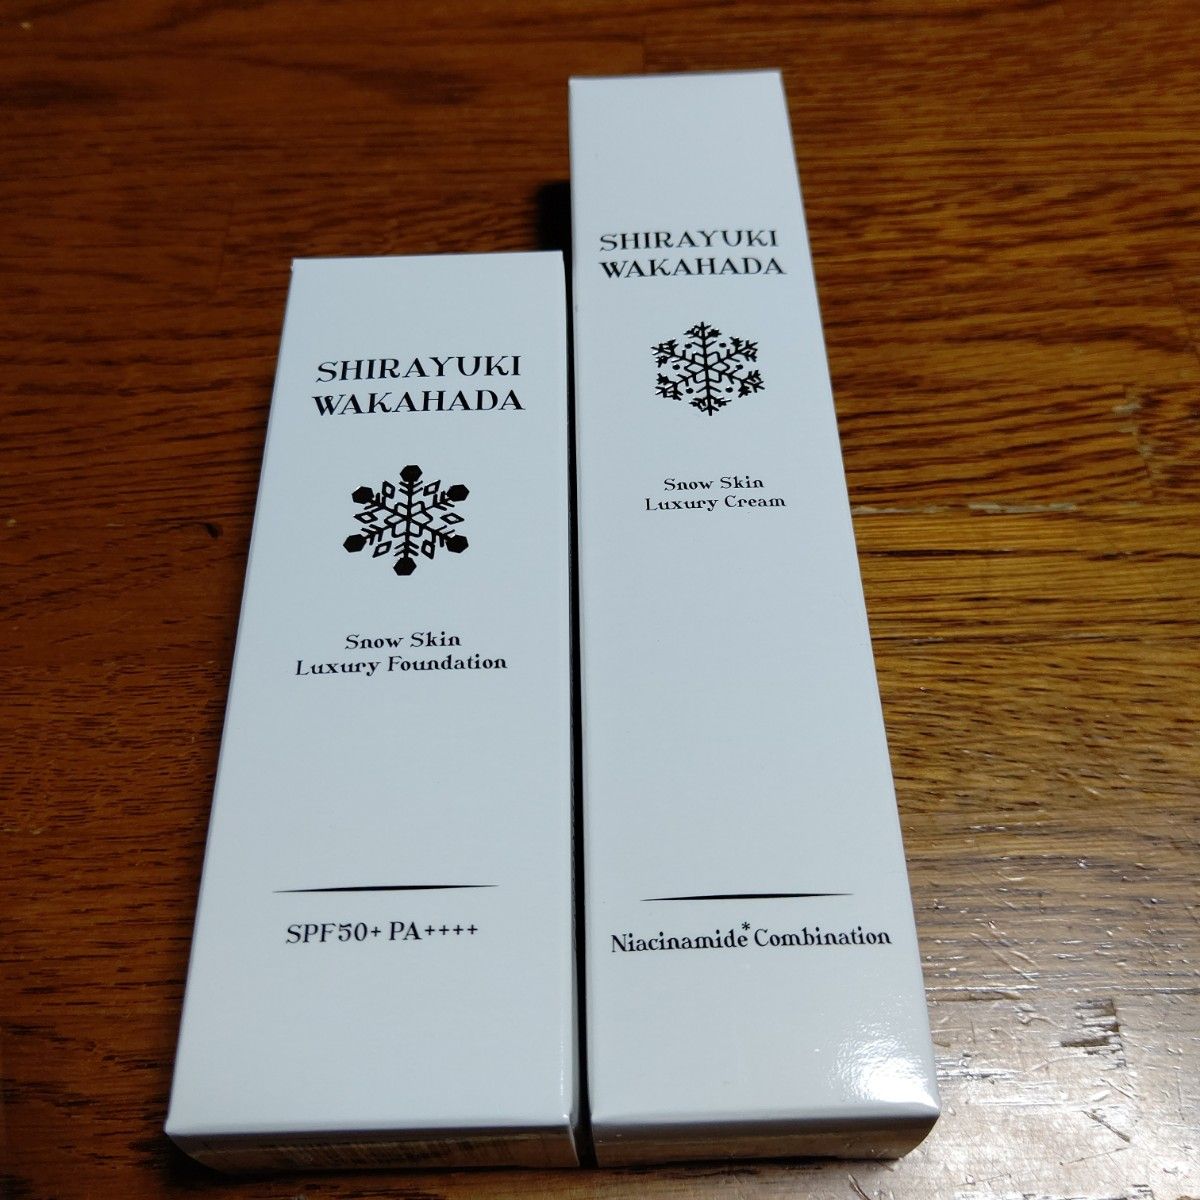 SHIRAYUKI
WAKAHADA
Snow Skin
Luxury Foundation
SPF50+ PA++++
SHIRAYUKI
WAKAHADA
Snow Skin
Luxury Cream
Niacinamide* Combination